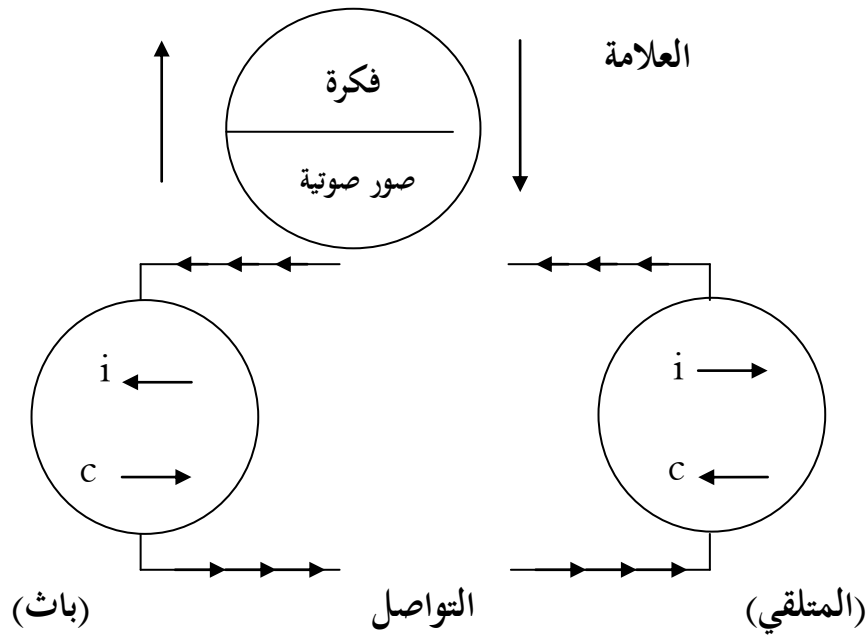 العلامة
فكرة
صور صوتية
i
i
c
c
(المتلقي)
التواصل
(باث)